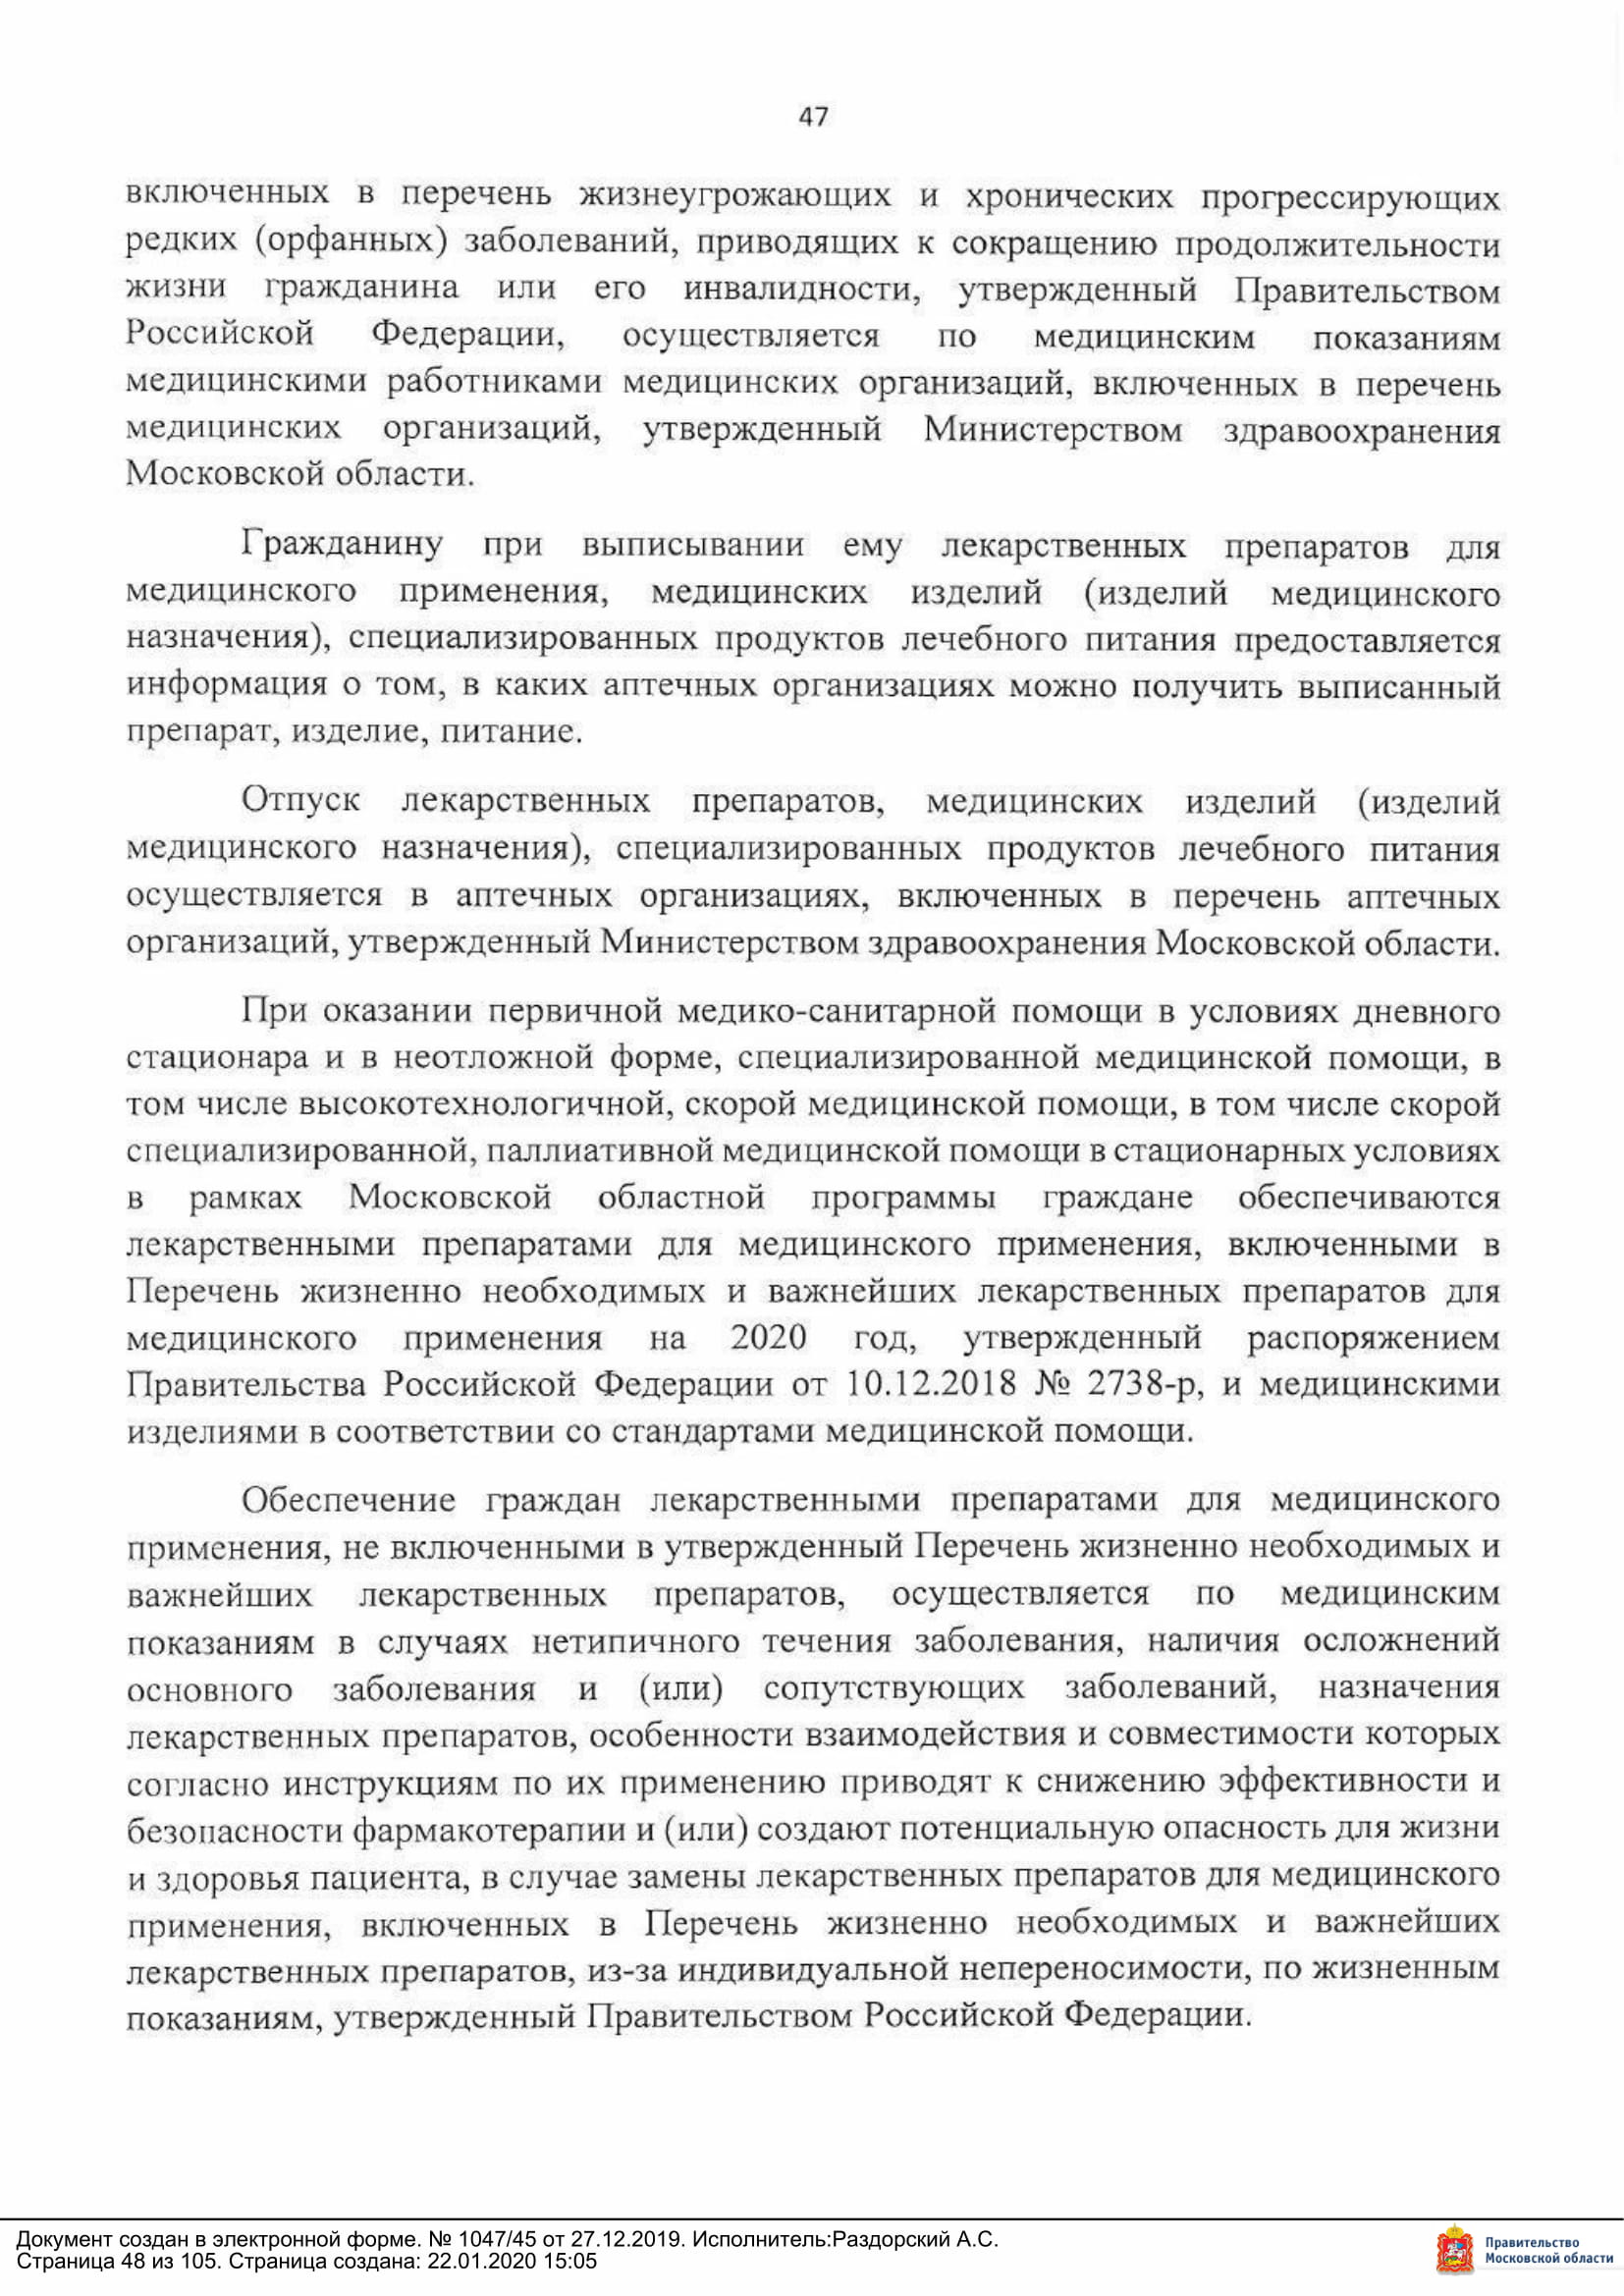 47
включенных в перечень жизнеугрожающих и хронических прогрессирующих
редких (орфанных) заболеваний, приводящих к сокращению продолжительности
жизни гражданина или его инвалидности, утвержденный Правительством
Российской Федерации, осуществляется по медицинским показаниям
медицинскими работниками медицинских организаций, включенных в перечень
медицинских организаций, утвержденный Министерством здравоохранения
Московской области.
Гражданину при выписывании ему лекарственных препаратов для
медицинского применения, медицинских изделий (изделий медицинского
назначения), специализированных продуктов лечебного питания предоставляется
информация о том, в каких аптечных организациях можно получить выписанный
препарат, изделие, питание.
Отпуск лекарственных препаратов, медицинских изделий (изделий
медицинского назначения), специализированных продуктов лечебного питания
осуществляется в аптечных организациях, включенных в перечень аптечных
организаций, утвержденный Министерством здравоохранения Московской области.
При оказании первичной медико-санитарной помощи в условиях дневного
стационара и в неотложной форме, специализированной медицинской помощи, в
том числе высокотехнологичной, скорой медицинской помощи, в том числе скорой
специализированной, паллиативной медицинской помощи в стационарных условиях
в рамках Московской областной программы граждане обеспечиваются
лекарственными препаратами для медицинского применения, включенными в
Перечень жизненно необходимых и важнейших лекарственных препаратов для
медицинского применения на 2020 год, утвержденный распоряжением
Правительства Российской Федерации от 10.12.2018 № 2738-р, и медицинскими
изделиями в соответствии со стандартами медицинской помощи.
Обеспечение граждан лекарственными препаратами для медицинского
применения, не включенными в утвержденный Перечень жизненно необходимых и
важнейших лекарственных препаратов, осуществляется по медицинским
показаниям в случаях нетипичного течения заболевания, наличия осложнений
основного заболевания и (или) сопутствующих заболеваний, назначения
лекарственных препаратов, особенности взаимодействия и совместимости которых
согласно инструкциям по их применению приводят к снижению эффективности и
безопасности фармакотерапии и (или) создают потенциальную опасность для жизни
и здоровья пациента, в случае замены лекарственных препаратов для медицинского
применения, включенных в Перечень жизненно необходимых и важнейших
лекарственных препаратов, из-за индивидуальной непереносимости, по жизненным
показаниям, утвержденный Правительством Российской Федерации.
Документ создан в электронной форме. № 1047/45 от 27.12.2019. Исполнитель:Раздорский А.С.
Страница 48 из 105. Страница создана: 22.01.2020 15:05
Правительство
Московской области